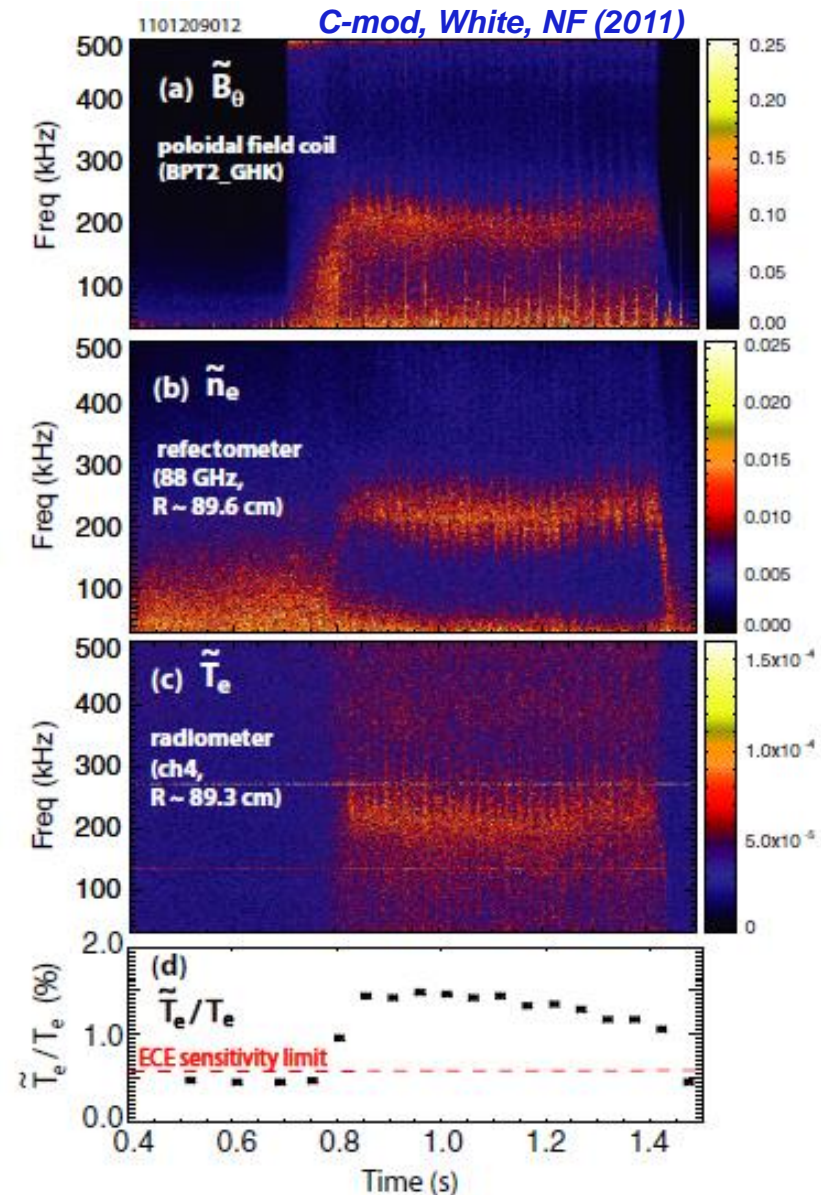 1101209012 C-mod, White, NF (2011)
500
400
300
200
100
Freq (kHz)
(a) B̃θ
poloidal field coil
(BPT2_GHK)
0.25
0.20
0.15
0.10
0.05
0.00
500
400
300
200
100
Freq (kHz)
(b) ñe
refectometer
(88 GHz,
R ~ 89.6 cm)
0.025
0.020
0.015
0.010
0.005
0.000
500
400
300
200
100
Freq (kHz)
(c) T̃e
radiometer
(ch4,
R ~ 89.3 cm)
1.5x10⁻⁴
1.0x10⁻⁴
5.0x10⁻⁵
0
2.0
1.0
0.0
T̃e / Te (%)
(d)
T̃e / Te
ECE sensitivity limit
0.4 0.6 0.8 1.0 1.2 1.4
Time (s)